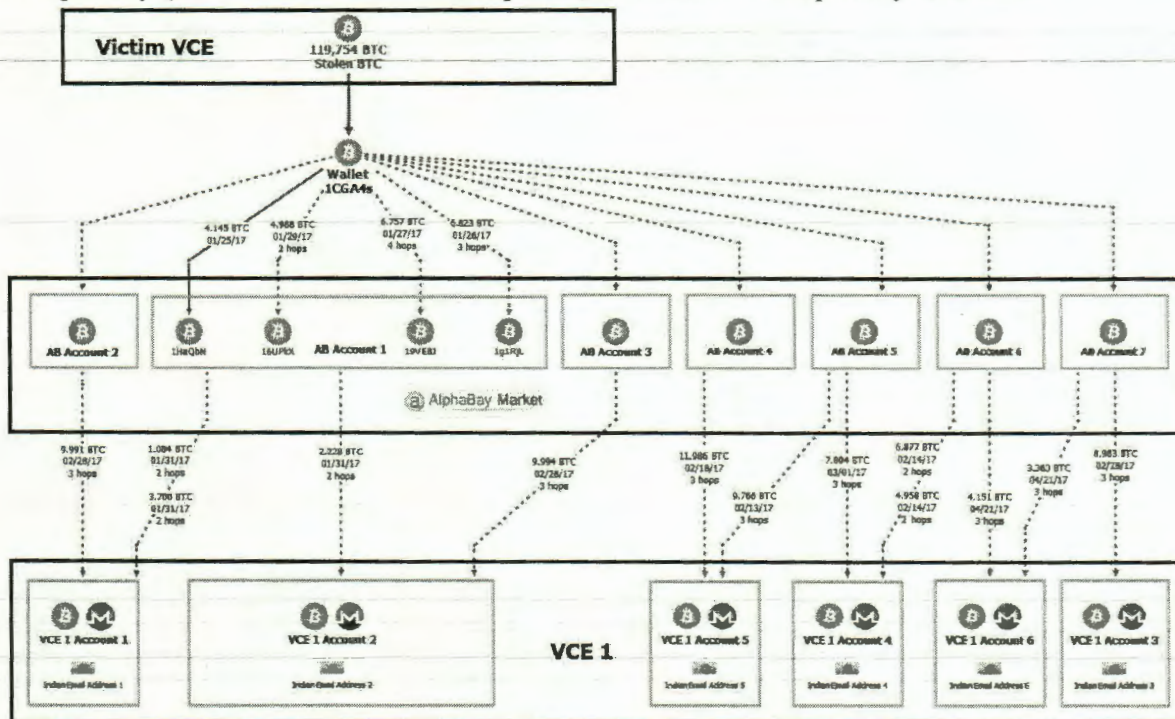 Victim VCE
119,754 BTC
Stolen BTC
Wallet
1CGA4s
4.145 BTC
01/25/17
4.968 BTC
01/29/17
2 hops
6.757 BTC
01/27/17
4 hops
6.823 BTC
01/26/17
3 hops
AB Account 2
1HaQbN
AB Account 1
AB Account 3
AB Account 4
AB Account 5
AB Account 6
AB Account 7
AlphaBay Market
9.991 BTC
02/28/17
3 hops
1.084 BTC
01/31/17
2 hops
3.766 BTC
01/31/17
2 hops
2.228 BTC
01/31/17
2 hops
9.994 BTC
02/28/17
3 hops
11.986 BTC
02/18/17
3 hops
9.766 BTC
02/13/17
3 hops
7.804 BTC
03/01/17
3 hops
6.877 BTC
02/14/17
2 hops
4.958 BTC
02/14/17
2 hops
4.151 BTC
04/21/17
3 hops
3.363 BTC
04/21/17
3 hops
8.983 BTC
02/28/17
3 hops
VCE 1 Account 1
Indian Email Address 1
VCE 1 Account 2
Indian Email Address 2
VCE 1
VCE 1 Account 5
Indian Email Address 5
VCE 1 Account 4
Indian Email Address 4
VCE 1 Account 6
Indian Email Address 6
VCE 1 Account 3
Indian Email Address 3